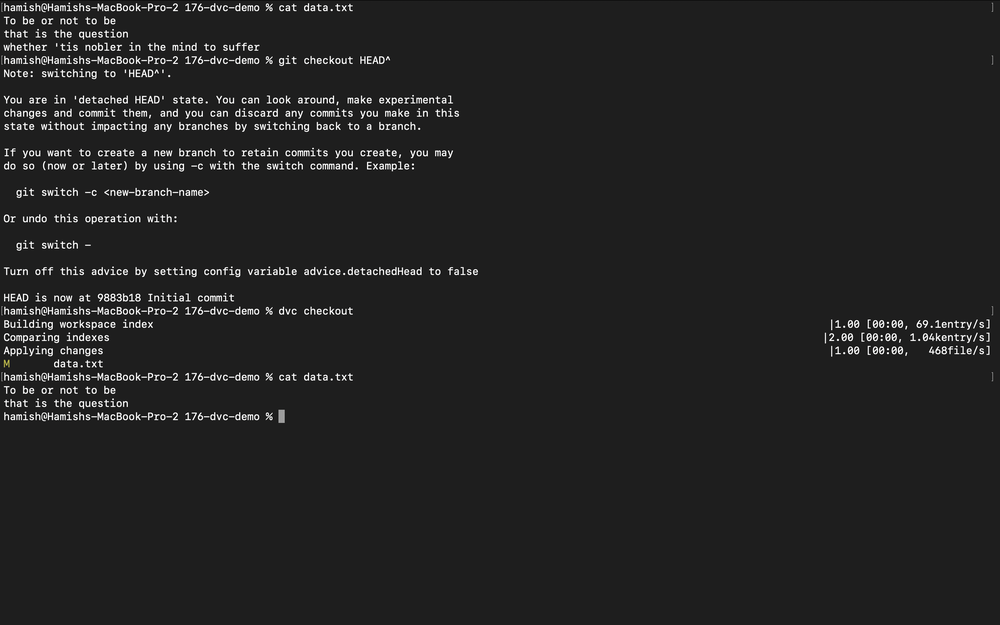 [hamish@Hamishs-MacBook-Pro-2 176-dvc-demo % cat data.txt ]
To be or not to be
that is the question
whether 'tis nobler in the mind to suffer
[hamish@Hamishs-MacBook-Pro-2 176-dvc-demo % git checkout HEAD^ ]
Note: switching to 'HEAD^'.
You are in 'detached HEAD' state. You can look around, make experimental
changes and commit them, and you can discard any commits you make in this
state without impacting any branches by switching back to a branch.
If you want to create a new branch to retain commits you create, you may
do so (now or later) by using -c with the switch command. Example:
git switch -c <new-branch-name>
Or undo this operation with:
git switch -
Turn off this advice by setting config variable advice.detachedHead to false
HEAD is now at 9883b18 Initial commit
[hamish@Hamishs-MacBook-Pro-2 176-dvc-demo % dvc checkout ]
Building workspace index |1.00 [00:00, 69.1entry/s]
Comparing indexes |2.00 [00:00, 1.04kentry/s]
Applying changes |1.00 [00:00, 468file/s]
M data.txt
[hamish@Hamishs-MacBook-Pro-2 176-dvc-demo % cat data.txt ]
To be or not to be
that is the question
hamish@Hamishs-MacBook-Pro-2 176-dvc-demo %